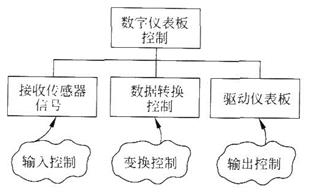 数字仪表板
控制
接收传感器
信号
数据转换
控制
驱动仪表板
输入控制
变换控制
输出控制